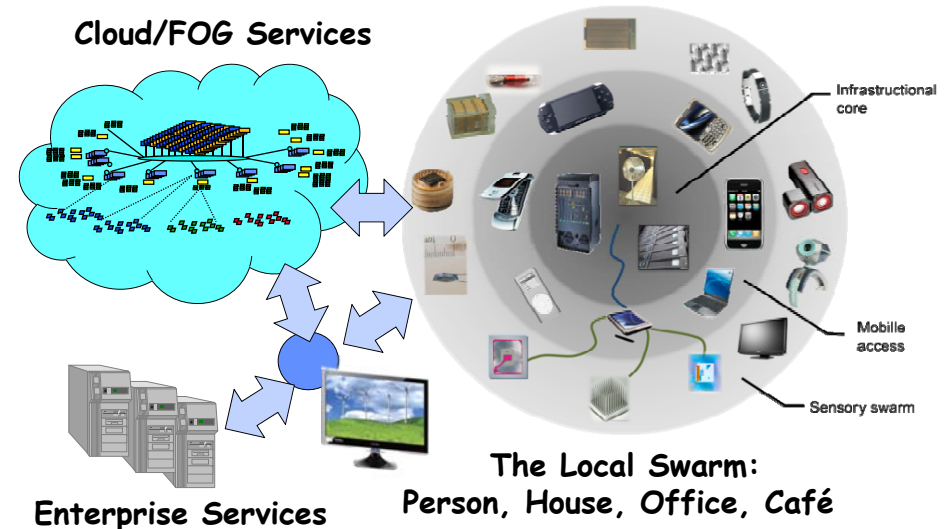 Cloud/FOG Services
Infrastructional
core
Mobille
access
Sensory swarm
The Local Swarm:
Person, House, Office, Café
Enterprise Services